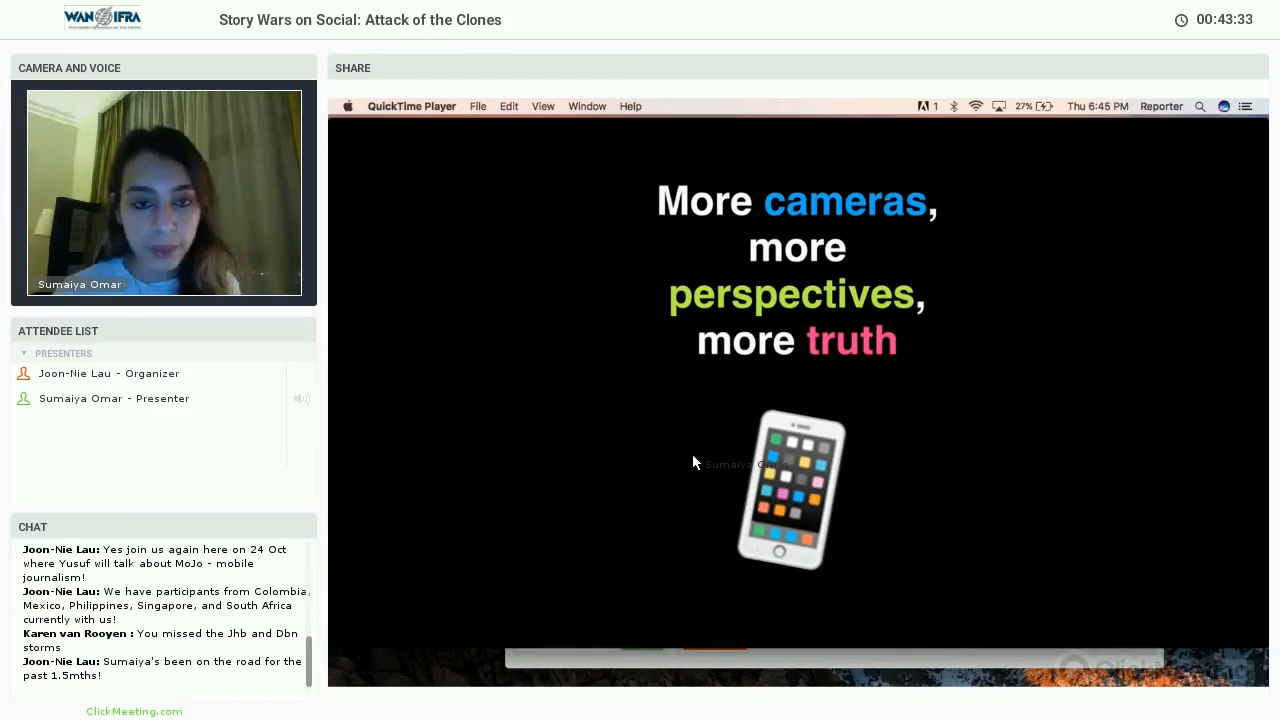 WAN IFRA
Story Wars on Social: Attack of the Clones
00:43:33
CAMERA AND VOICE
Sumaiya Omar
ATTENDEE LIST
PRESENTERS
Joon-Nie Lau - Organizer
Sumaiya Omar - Presenter
CHAT
Joon-Nie Lau: Yes join us again here on 24 Oct
where Yusuf will talk about MoJo - mobile
journalism!
Joon-Nie Lau: We have participants from Colombia,
Mexico, Philippines, Singapore, and South Africa
currently with us!
Karen van Rooyen : You missed the Jhb and Dbn
storms
Joon-Nie Lau: Sumaiya's been on the road for the
past 1.5mths!
ClickMeeting.com
SHARE
QuickTime Player File Edit View Window Help 1 27% Thu 6:45 PM Reporter
More cameras,
more
perspectives,
more truth
Sumaiya Omar
ClickMeeting